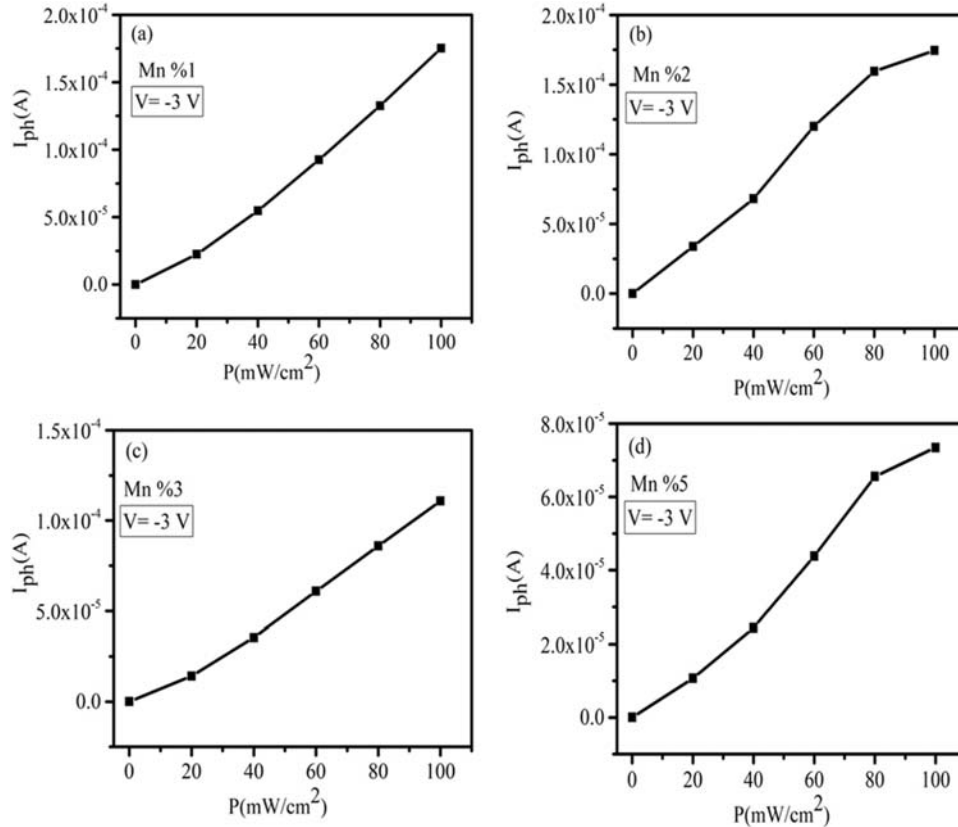 (a)
Mn %1
V= -3 V
2.0x10⁻⁴
1.5x10⁻⁴
1.0x10⁻⁴
5.0x10⁻⁵
0.0
I_ph(A)
0 20 40 60 80 100
P(mW/cm²)
(b)
Mn %2
V= -3 V
2.0x10⁻⁴
1.5x10⁻⁴
1.0x10⁻⁴
5.0x10⁻⁵
0.0
I_ph(A)
0 20 40 60 80 100
P(mW/cm²)
(c)
Mn %3
V= -3 V
1.5x10⁻⁴
1.0x10⁻⁴
5.0x10⁻⁵
0.0
I_ph(A)
0 20 40 60 80 100
P(mW/cm²)
(d)
Mn %5
V= -3 V
8.0x10⁻⁵
6.0x10⁻⁵
4.0x10⁻⁵
2.0x10⁻⁵
0.0
I_ph(A)
0 20 40 60 80 100
P(mW/cm²)